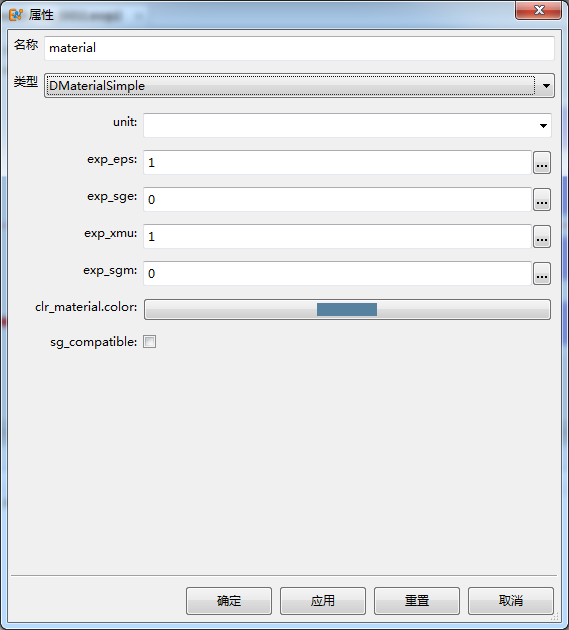 属性
名称 material
类型 DMaterialSimple
unit:
exp_eps: 1 ...
exp_sge: 0 ...
exp_xmu: 1 ...
exp_sgm: 0 ...
clr_material.color:
sg_compatible:
确定 应用 重置 取消